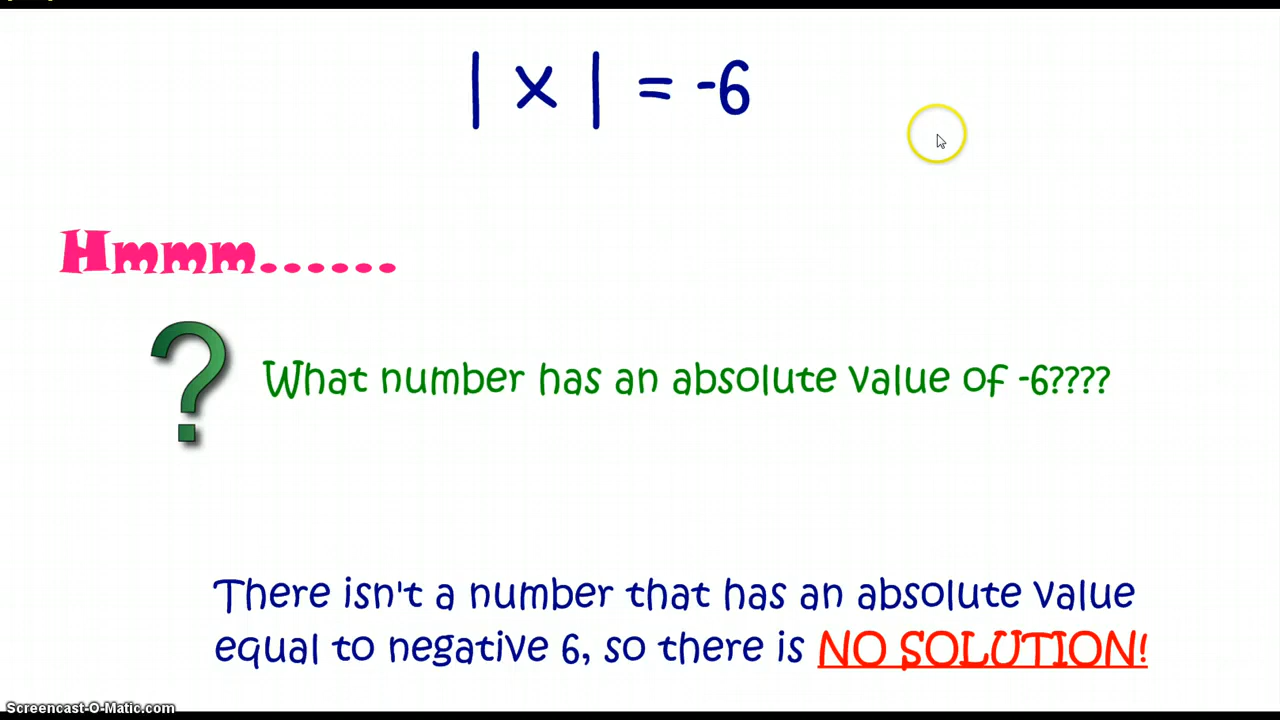 | x | = -6
Hmmm......
?
What number has an absolute value of -6????
There isn't a number that has an absolute value
equal to negative 6, so there is NO SOLUTION!
Screencast-O-Matic.com